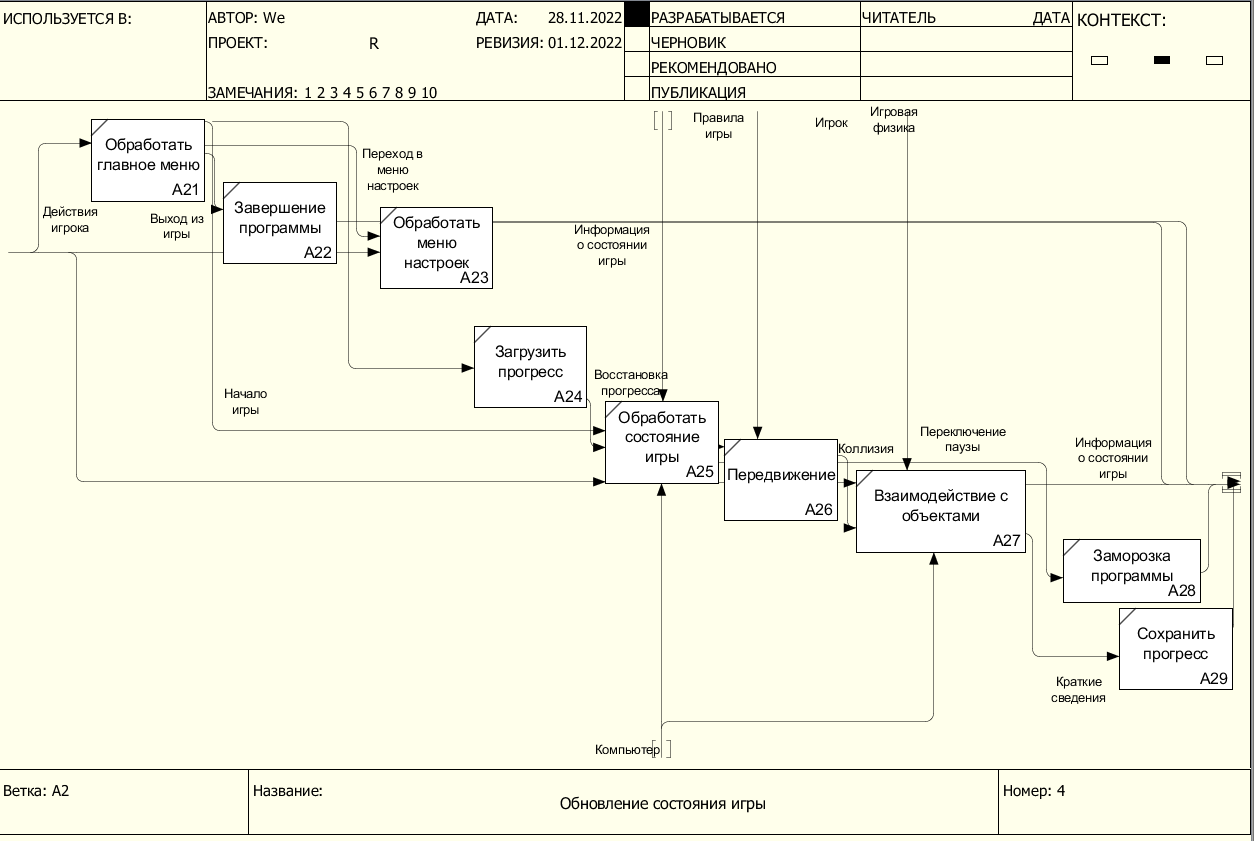 ИСПОЛЬЗУЕТСЯ В:
АВТОР: We
ДАТА: 28.11.2022
РАЗРАБАТЫВАЕТСЯ
ЧИТАТЕЛЬ
ДАТА
КОНТЕКСТ:
ПРОЕКТ: R
РЕВИЗИЯ: 01.12.2022
ЧЕРНОВИК
РЕКОМЕНДОВАНО
ЗАМЕЧАНИЯ: 1 2 3 4 5 6 7 8 9 10
ПУБЛИКАЦИЯ
Правила
игры
Игрок
Игровая
физика
Обработать
главное меню
A21
Переход в
меню
настроек
Действия
игрока
Выход из
игры
Завершение
программы
A22
Обработать
меню
настроек
A23
Информация
о состоянии
игры
Загрузить
прогресс
A24
Восстановка
прогресса
Начало
игры
Обработать
состояние
игры
A25
Передвижение
A26
Коллизия
Переключение
паузы
Информация
о состоянии
игры
Взаимодействие с
объектами
A27
Заморозка
программы
A28
Сохранить
прогресс
A29
Краткие
сведения
Компьютер
Ветка: A2
Название:
Обновление состояния игры
Номер: 4